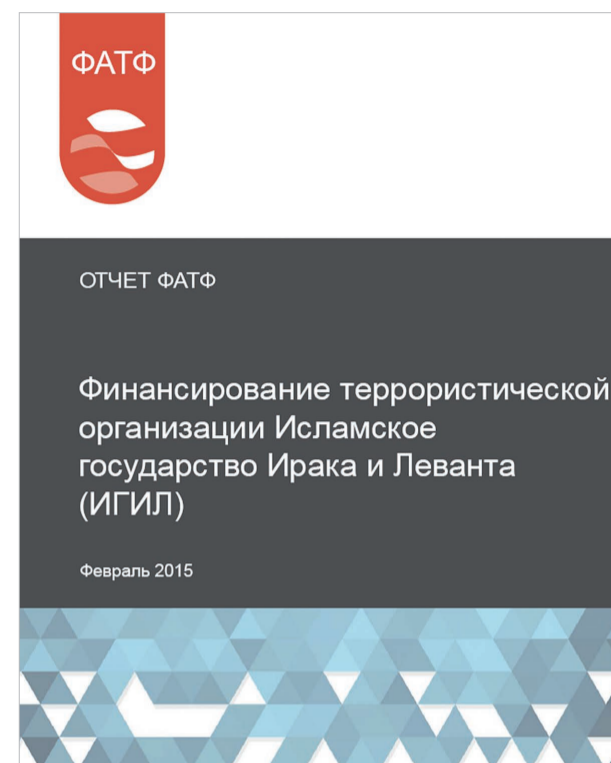 ФАТФ
ОТЧЕТ ФАТФ
Финансирование террористической
организации Исламское
государство Ирака и Леванта
(ИГИЛ)
Февраль 2015